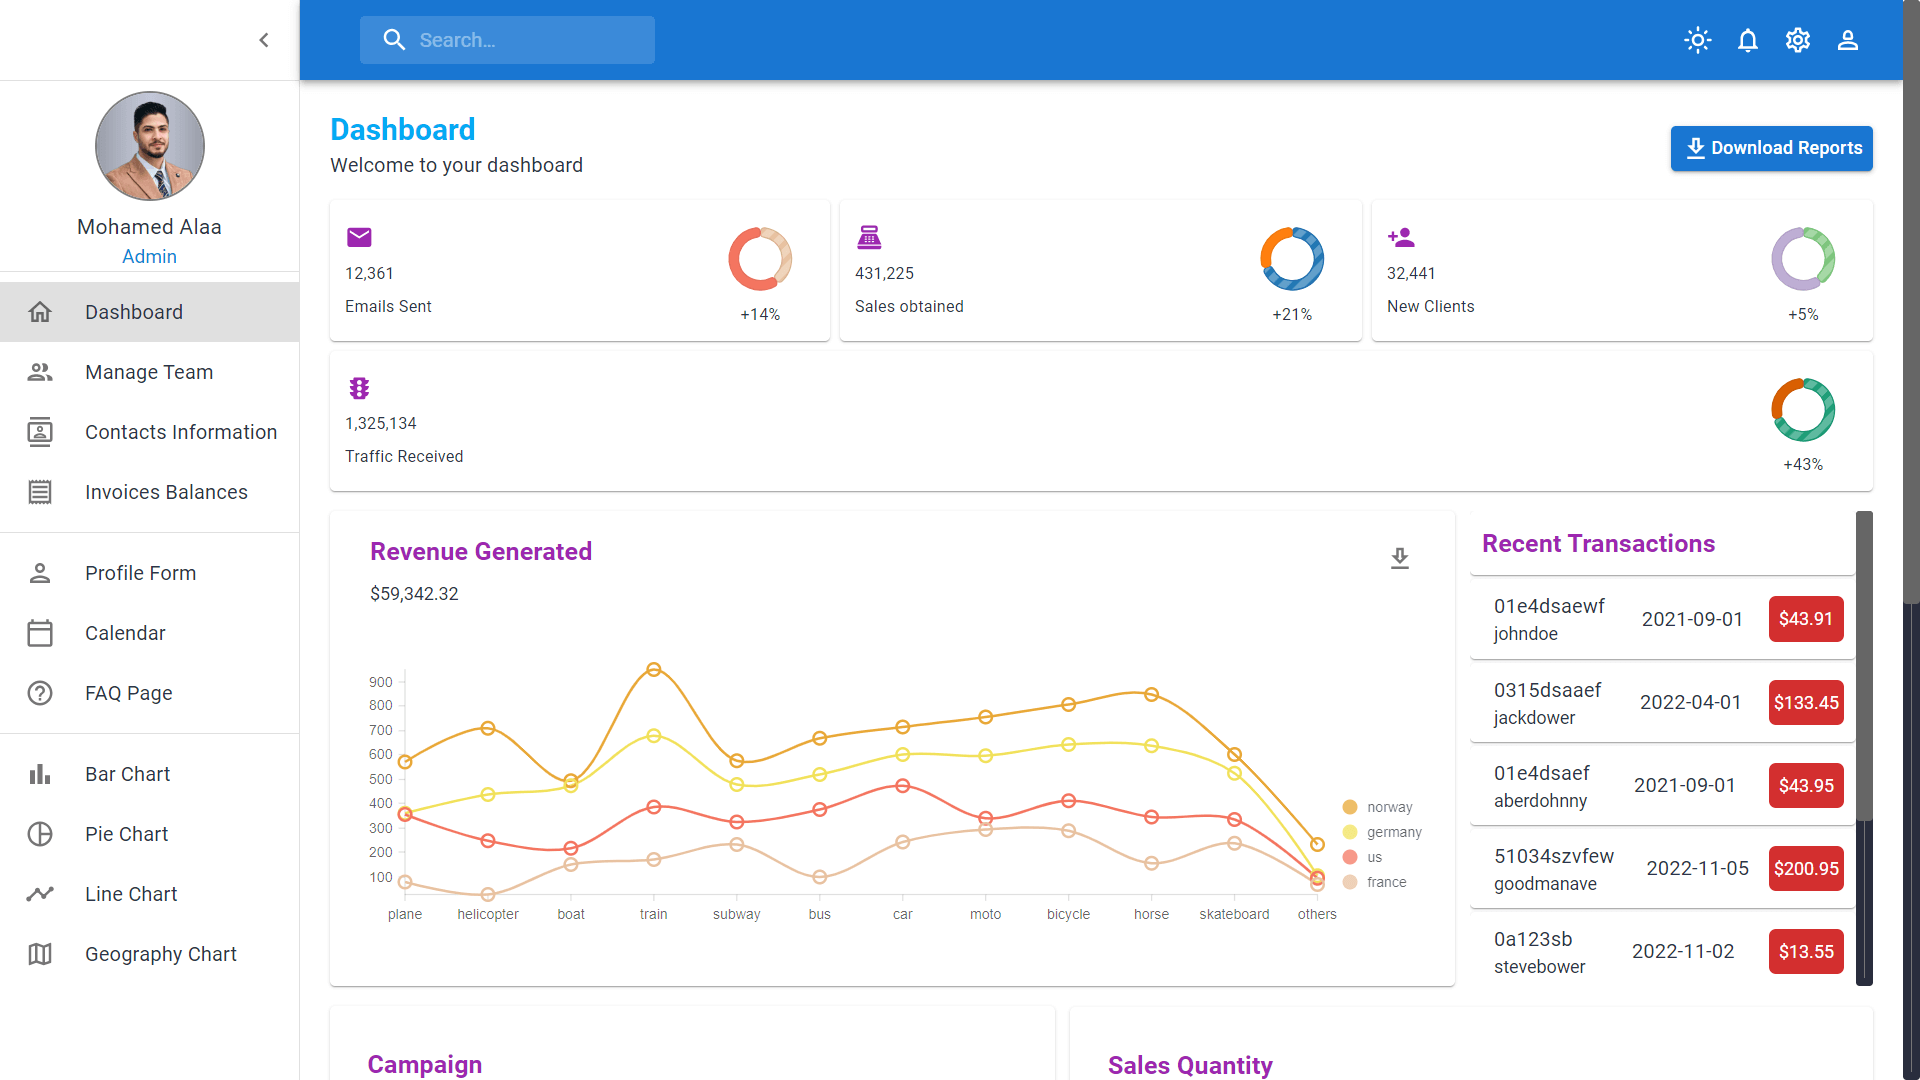 Search…
Mohamed Alaa
Admin
Dashboard
Manage Team
Contacts Information
Invoices Balances
Profile Form
Calendar
FAQ Page
Bar Chart
Pie Chart
Line Chart
Geography Chart
Dashboard
Welcome to your dashboard
Download Reports
12,361
Emails Sent
+14%
431,225
Sales obtained
+21%
32,441
New Clients
+5%
1,325,134
Traffic Received
+43%
Revenue Generated
$59,342.32
900
800
700
600
500
400
300
200
100
plane helicopter boat train subway bus car moto bicycle horse skateboard others
norway
germany
us
france
Recent Transactions
01e4dsaewf
johndoe
2021-09-01
$43.91
0315dsaaef
jackdower
2022-04-01
$133.45
01e4dsaef
aberdohnny
2021-09-01
$43.95
51034szvfew
goodmanave
2022-11-05
$200.95
0a123sb
stevebower
2022-11-02
$13.55
Campaign
Sales Quantity